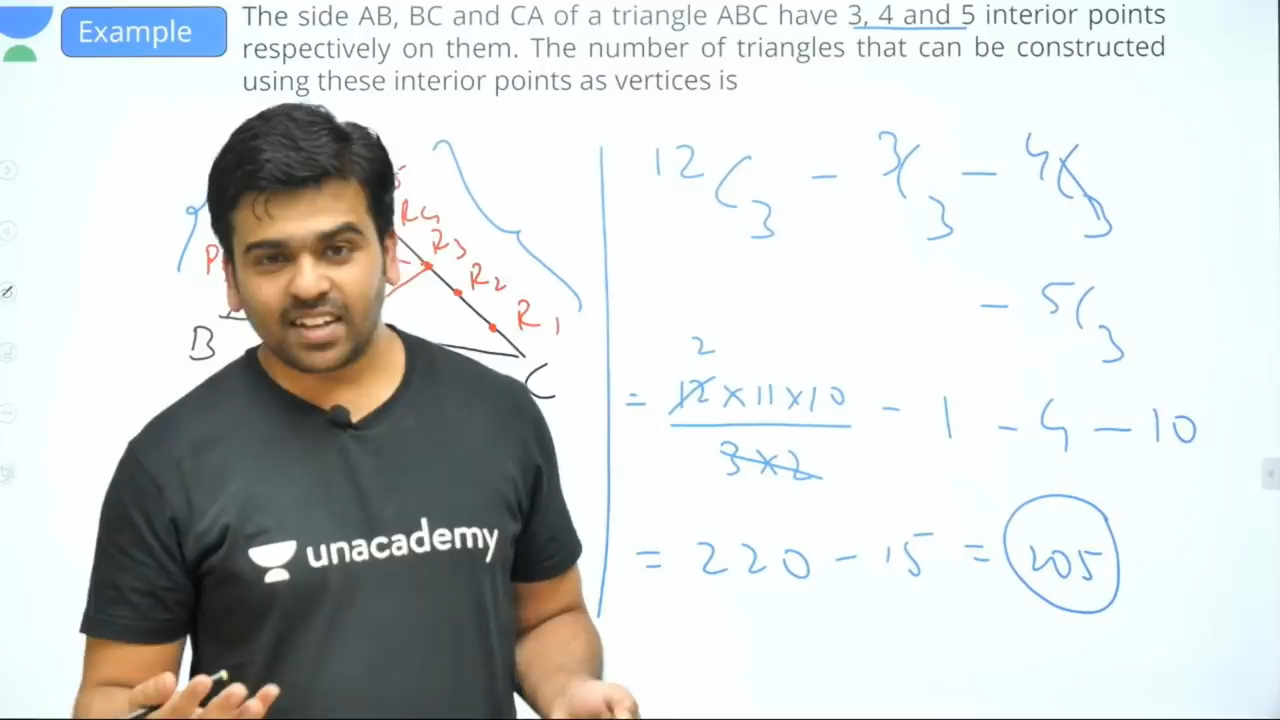 Example
The side AB, BC and CA of a triangle ABC have 3, 4 and 5 interior points
respectively on them. The number of triangles that can be constructed
using these interior points as vertices is
12C3 - 3C3 - 4C3
- 5C3
R4
R3
R2
R1
P
B
C
2
= 12 x 11 x 10 / 3 x 2 - 1 - 4 - 10
= 220 - 15 = 205
unacademy